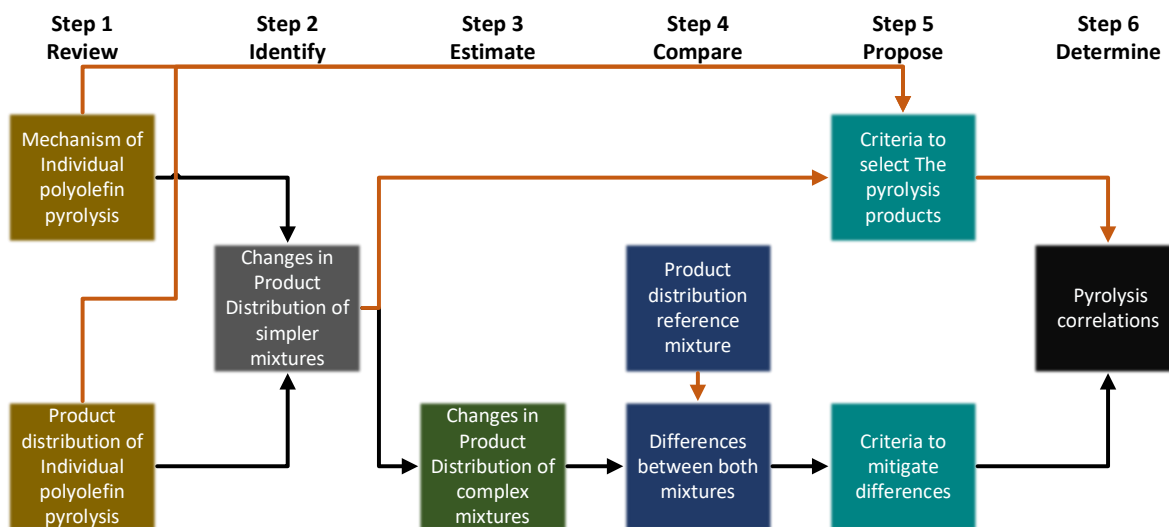 Step 1
Review
Step 2
Identify
Step 3
Estimate
Step 4
Compare
Step 5
Propose
Step 6
Determine
Mechanism of
Individual
polyolefin
pyrolysis
Criteria to
select The
pyrolysis
products
Changes in
Product
Distribution of
simpler
mixtures
Product
distribution
reference
mixture
Pyrolysis
correlations
Product
distribution of
Individual
polyolefin
pyrolysis
Changes in
Product
Distribution of
complex
mixtures
Differences
between both
mixtures
Criteria to
mitigate
differences